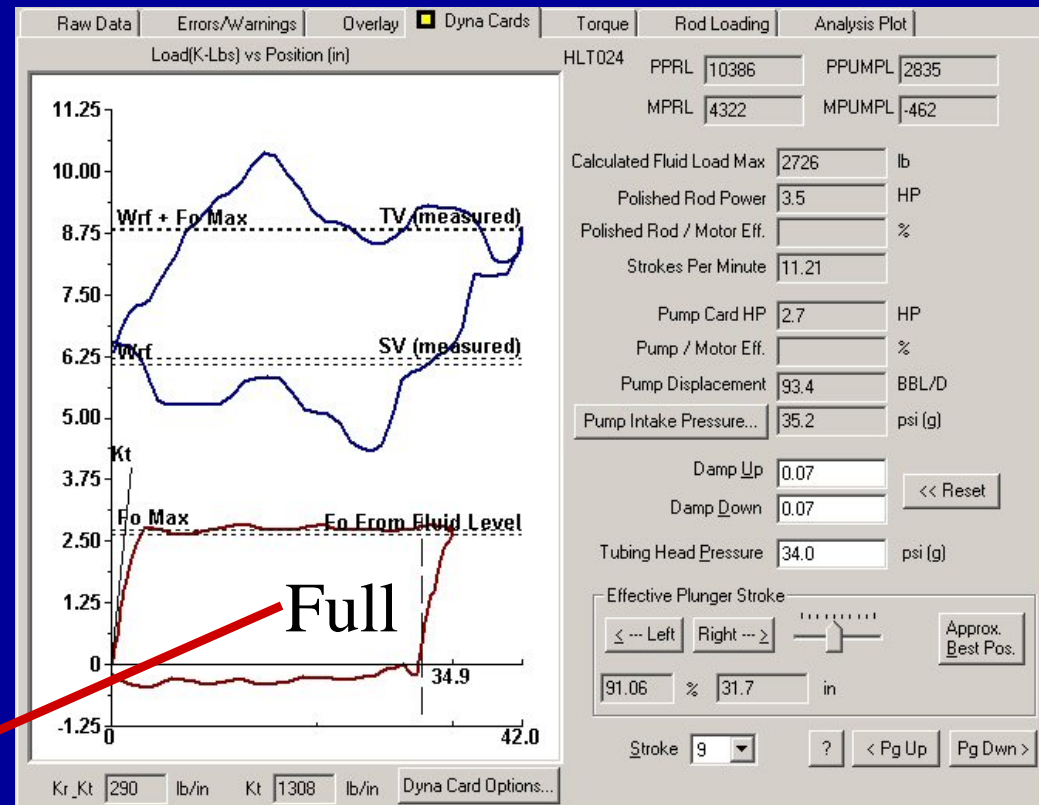 Raw Data Errors/Warnings Overlay Dyna Cards Torque Rod Loading Analysis Plot
Load(K-Lbs) vs Position (in)
HLT024
PPRL 10386 PPUMPL 2835
MPRL 4322 MPUMPL -462
Calculated Fluid Load Max 2726 lb
Polished Rod Power 3.5 HP
Polished Rod / Motor Eff. %
Strokes Per Minute 11.21
Pump Card HP 2.7 HP
Pump / Motor Eff. %
Pump Displacement 93.4 BBL/D
Pump Intake Pressure... 35.2 psi (g)
Damp Up 0.07
Damp Down 0.07
<< Reset
Tubing Head Pressure 34.0 psi (g)
Effective Plunger Stroke
< --- Left Right --- >
Approx.
Best Pos.
91.06 % 31.7 in
Stroke 9 ? < Pg Up Pg Dwn >
11.25
10.00
Wrf + Fo Max TV (measured)
8.75
7.50
6.25
Wrf SV (measured)
5.00
Kt
3.75
Fo Max Fo From Fluid Level
2.50
1.25
Full
0
34.9
-1.25
0 42.0
Kr_Kt 290 lb/in Kt 1308 lb/in Dyna Card Options...